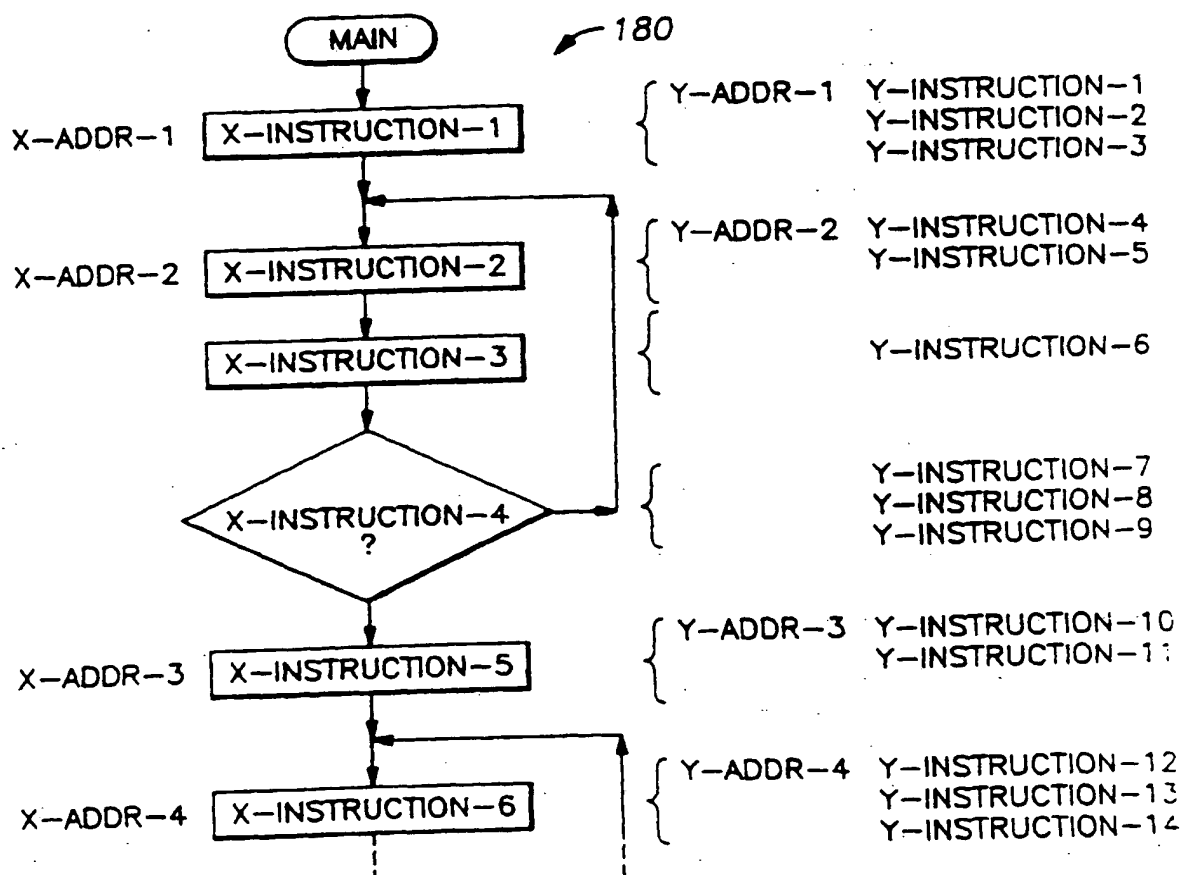 MAIN
180
X-ADDR-1 X-INSTRUCTION-1 Y-ADDR-1 Y-INSTRUCTION-1
Y-INSTRUCTION-2
Y-INSTRUCTION-3
X-ADDR-2 X-INSTRUCTION-2 Y-ADDR-2 Y-INSTRUCTION-4
Y-INSTRUCTION-5
X-INSTRUCTION-3 Y-INSTRUCTION-6
X-INSTRUCTION-4
?
Y-INSTRUCTION-7
Y-INSTRUCTION-8
Y-INSTRUCTION-9
X-ADDR-3 X-INSTRUCTION-5 Y-ADDR-3 Y-INSTRUCTION-10
Y-INSTRUCTION-11
X-ADDR-4 X-INSTRUCTION-6 Y-ADDR-4 Y-INSTRUCTION-12
Y-INSTRUCTION-13
Y-INSTRUCTION-14